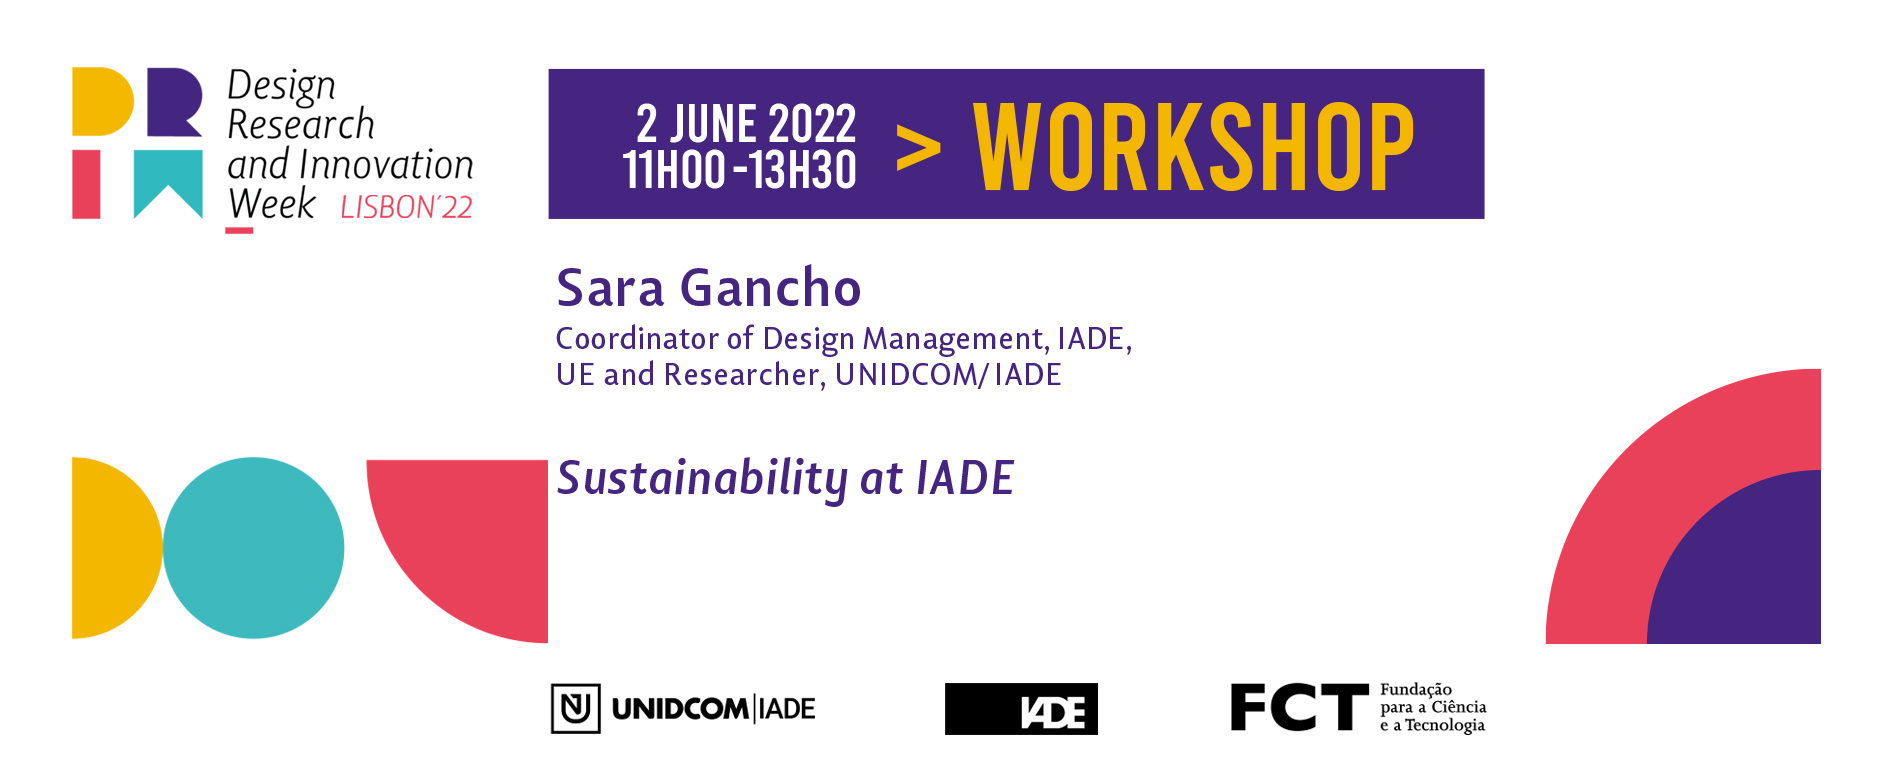 DRIW
Design
Research
and Innovation
Week LISBON'22
2 JUNE 2022
11H00-13H30
> WORKSHOP
Sara Gancho
Coordinator of Design Management, IADE,
UE and Researcher, UNIDCOM/IADE
Sustainability at IADE
UNIDCOM|IADE
IADE
FCT
Fundação
para a Ciência
e a Tecnologia